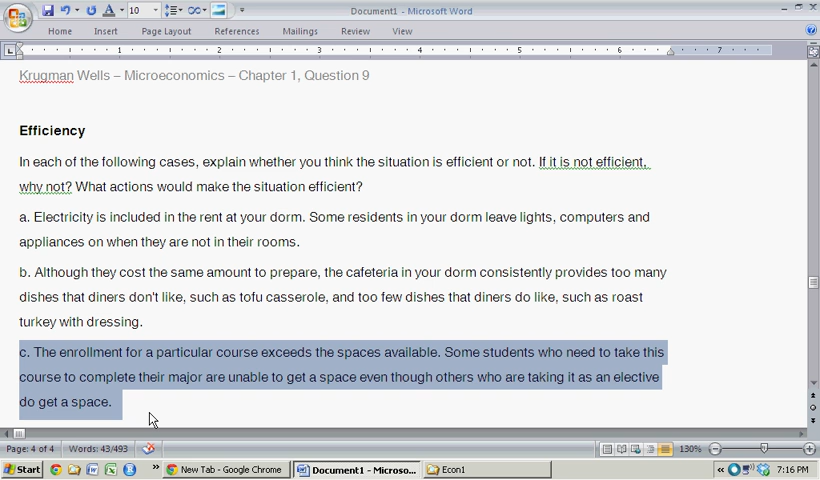 10
Document1 - Microsoft Word
Home Insert Page Layout References Mailings Review View
1 2 3 4 5 6 7
Krugman Wells – Microeconomics – Chapter 1, Question 9
Efficiency
In each of the following cases, explain whether you think the situation is efficient or not. If it is not efficient,
why not? What actions would make the situation efficient?
a. Electricity is included in the rent at your dorm. Some residents in your dorm leave lights, computers and
appliances on when they are not in their rooms.
b. Although they cost the same amount to prepare, the cafeteria in your dorm consistently provides too many
dishes that diners don't like, such as tofu casserole, and too few dishes that diners do like, such as roast
turkey with dressing.
c. The enrollment for a particular course exceeds the spaces available. Some students who need to take this
course to complete their major are unable to get a space even though others who are taking it as an elective
do get a space.
Page: 4 of 4 Words: 43/493 130%
Start New Tab - Google Chrome Document1 - Microso... Econ1 7:16 PM